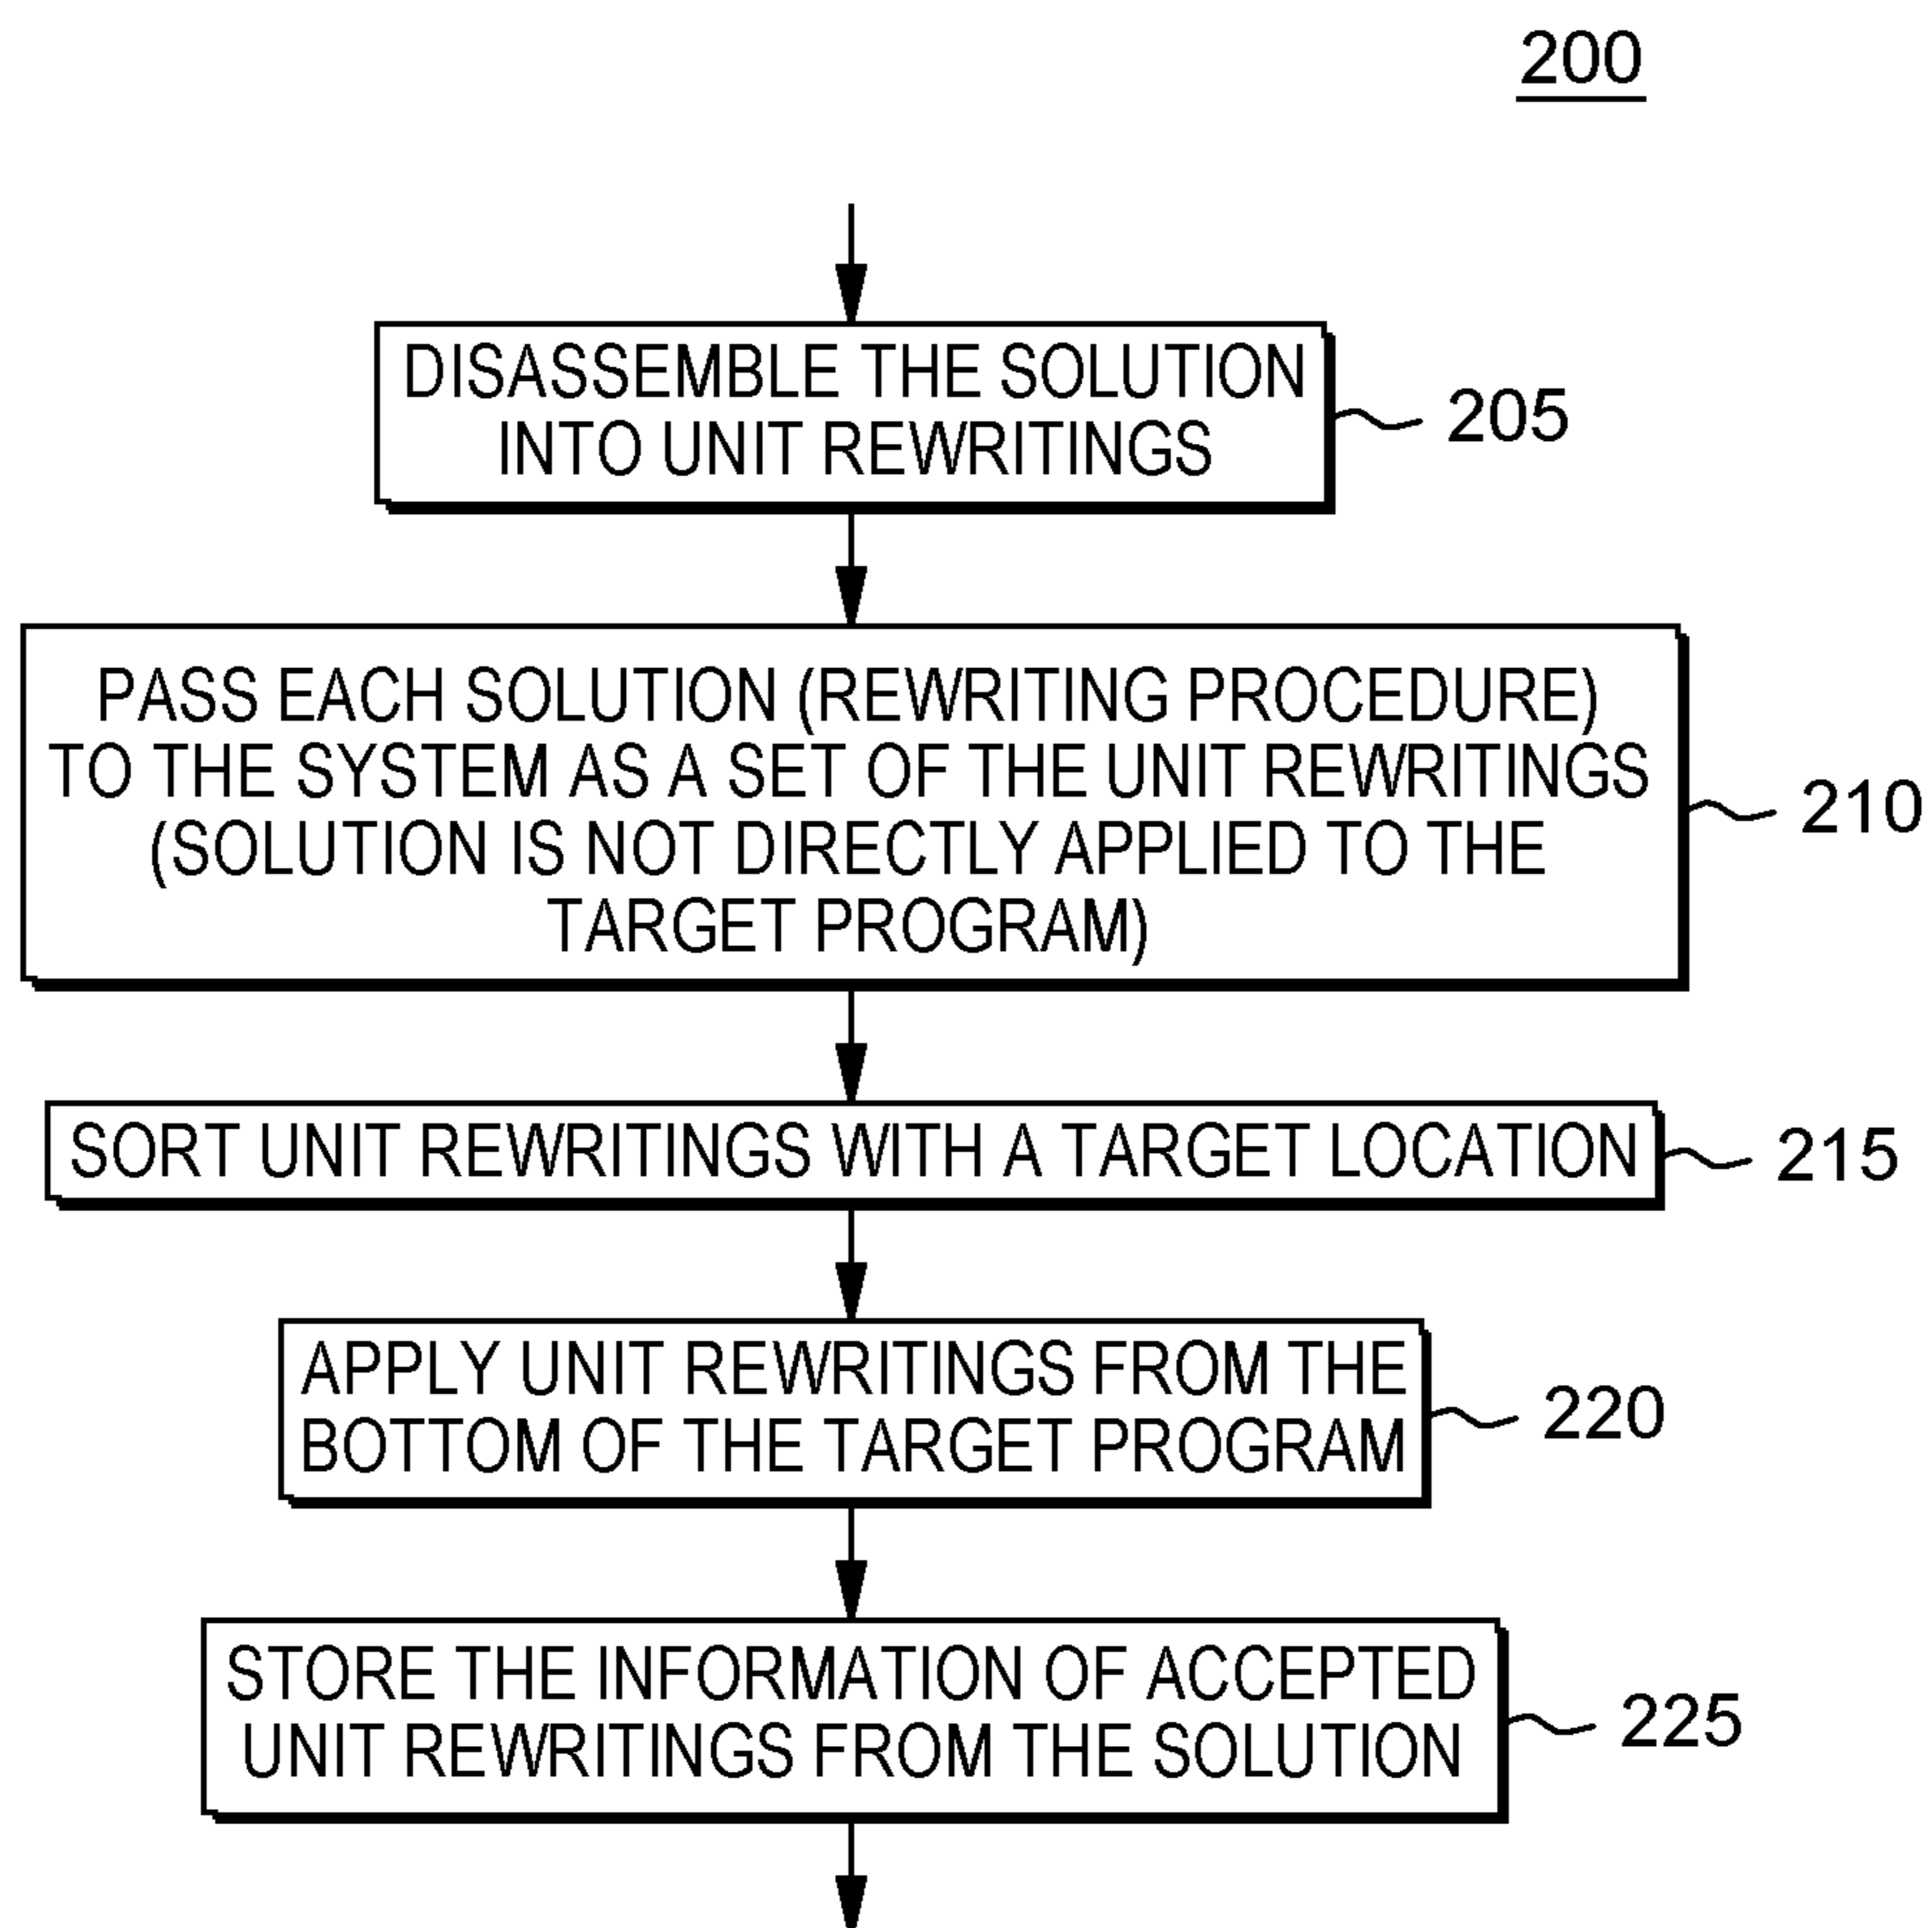 200
DISASSEMBLE THE SOLUTION
INTO UNIT REWRITINGS
205
PASS EACH SOLUTION (REWRITING PROCEDURE)
TO THE SYSTEM AS A SET OF THE UNIT REWRITINGS
(SOLUTION IS NOT DIRECTLY APPLIED TO THE
TARGET PROGRAM)
210
SORT UNIT REWRITINGS WITH A TARGET LOCATION
215
APPLY UNIT REWRITINGS FROM THE
BOTTOM OF THE TARGET PROGRAM
220
STORE THE INFORMATION OF ACCEPTED
UNIT REWRITINGS FROM THE SOLUTION
225